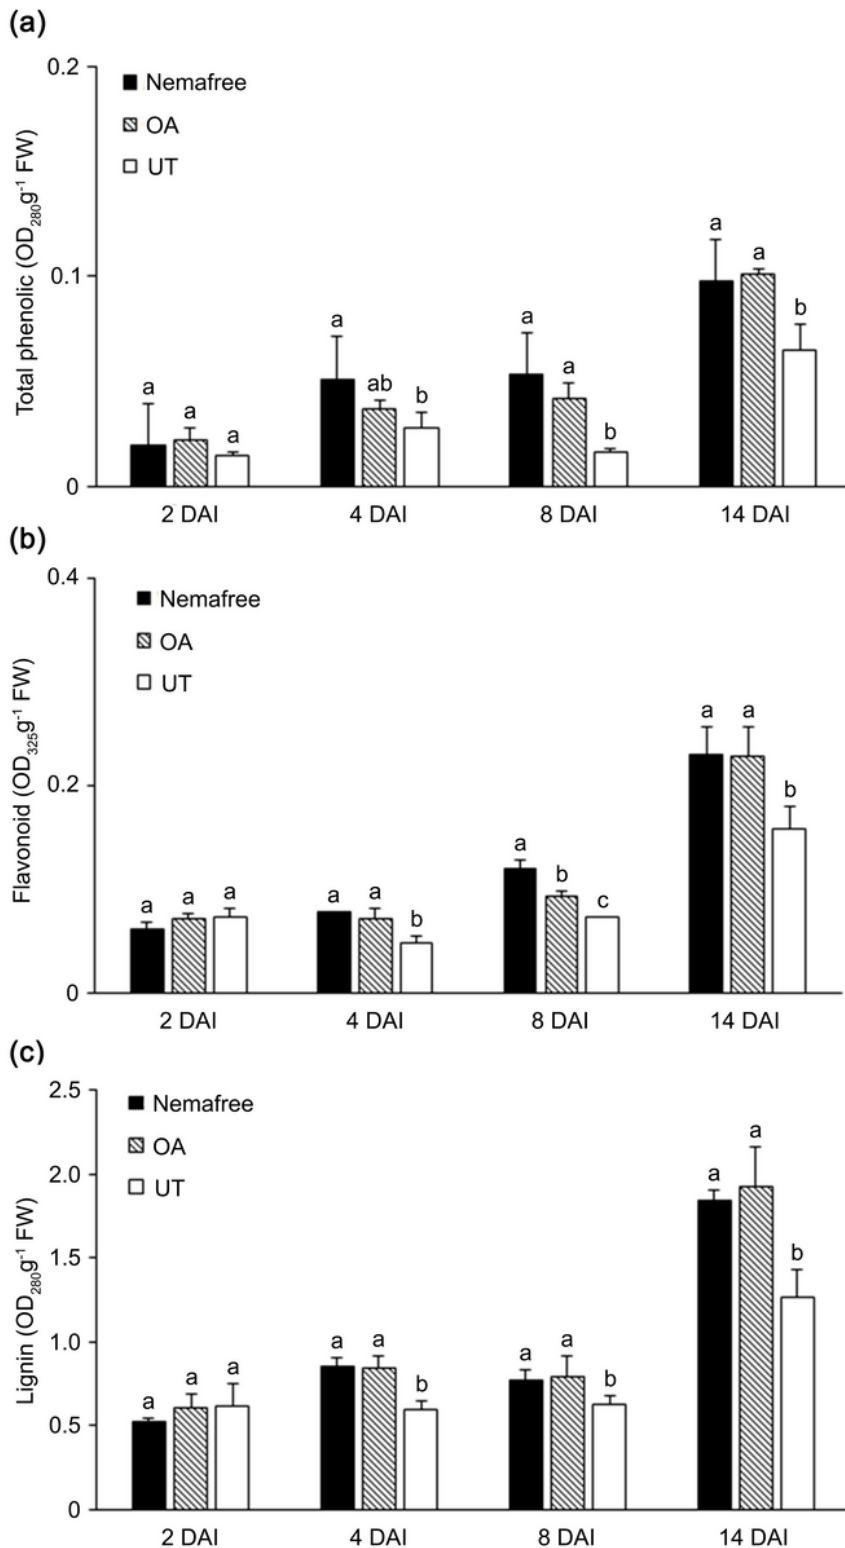 (a)
0.2
Nemafree
OA
UT
Total phenolic (OD₂₈₀g⁻¹ FW)
0.1
0
a a a
a ab b
a a b
a a b
2 DAI 4 DAI 8 DAI 14 DAI
(b)
0.4
Nemafree
OA
UT
Flavonoid (OD₃₂₅g⁻¹ FW)
0.2
0
a a a
a a b
a b c
a a b
2 DAI 4 DAI 8 DAI 14 DAI
(c)
2.5
Nemafree
OA
UT
2.0
1.5
Lignin (OD₂₈₀g⁻¹ FW)
1.0
0.5
0
a a a
a a b
a a b
a a b
2 DAI 4 DAI 8 DAI 14 DAI